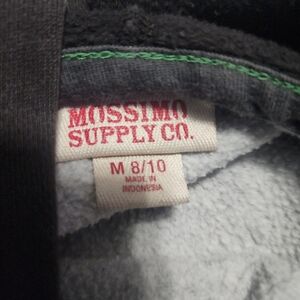 MOSSIMO
SUPPLY CO.
M 8/10
MADE IN
INDONESIA